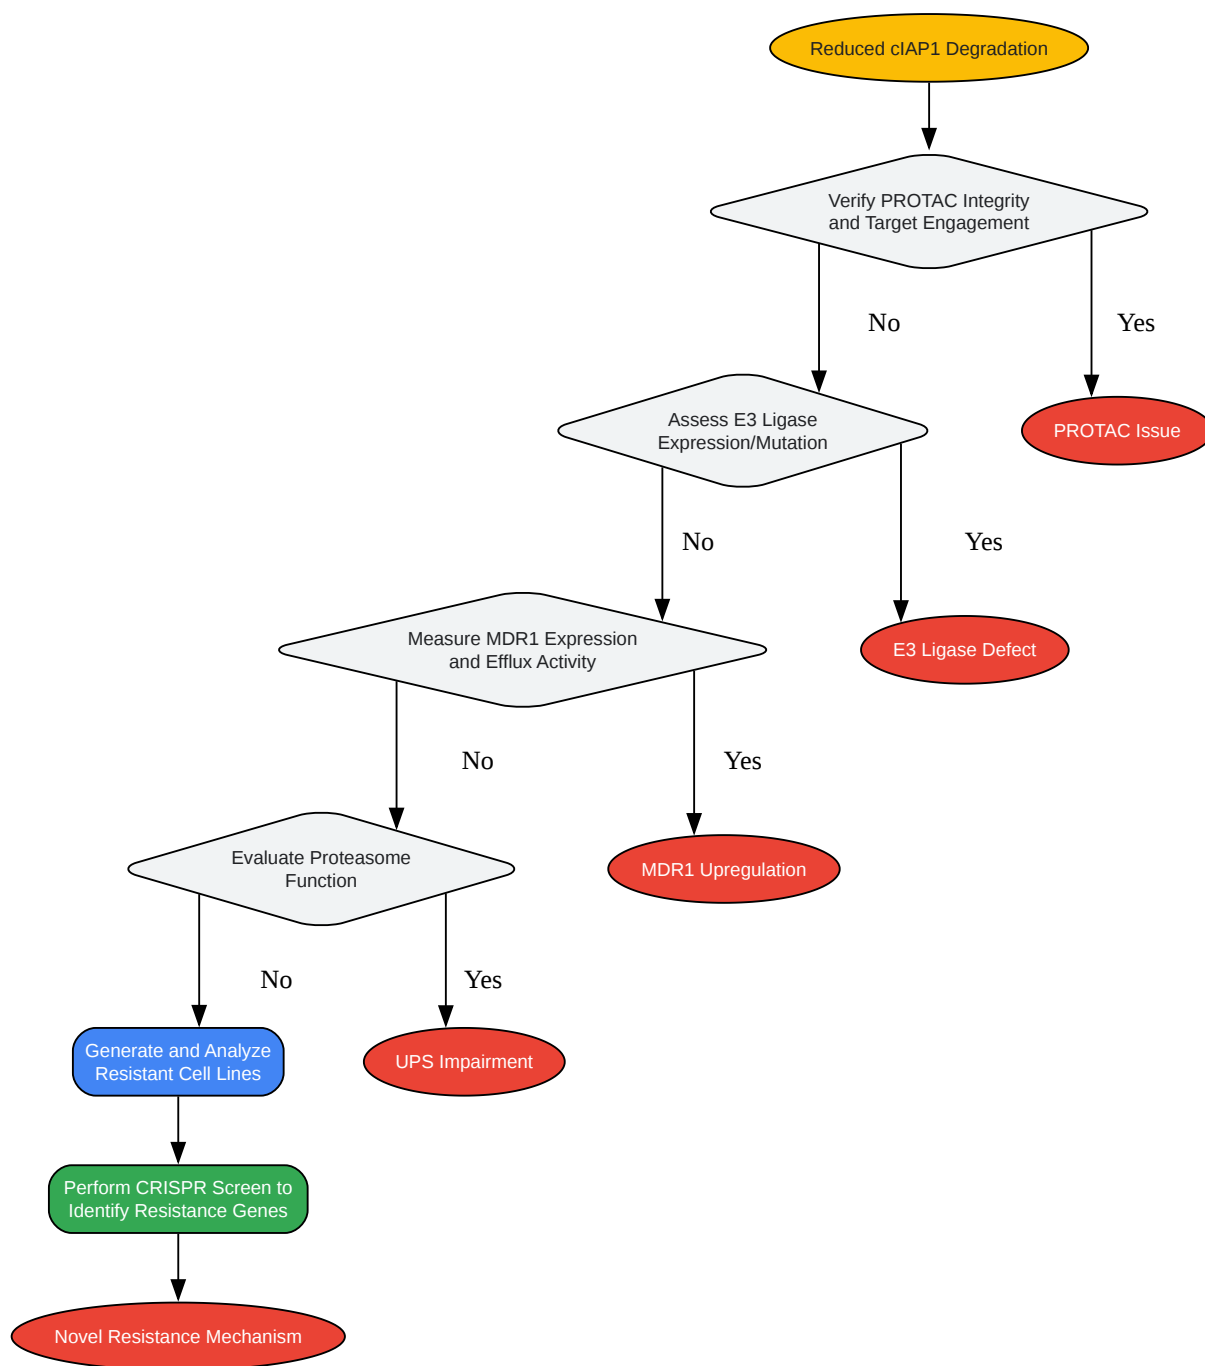 Reduced cIAP1 Degradation
Verify PROTAC Integrity
and Target Engagement
No
Yes
Assess E3 Ligase
Expression/Mutation
PROTAC Issue
No
Yes
Measure MDR1 Expression
and Efflux Activity
E3 Ligase Defect
No
Yes
Evaluate Proteasome
Function
MDR1 Upregulation
No
Yes
Generate and Analyze
Resistant Cell Lines
UPS Impairment
Perform CRISPR Screen to
Identify Resistance Genes
Novel Resistance Mechanism